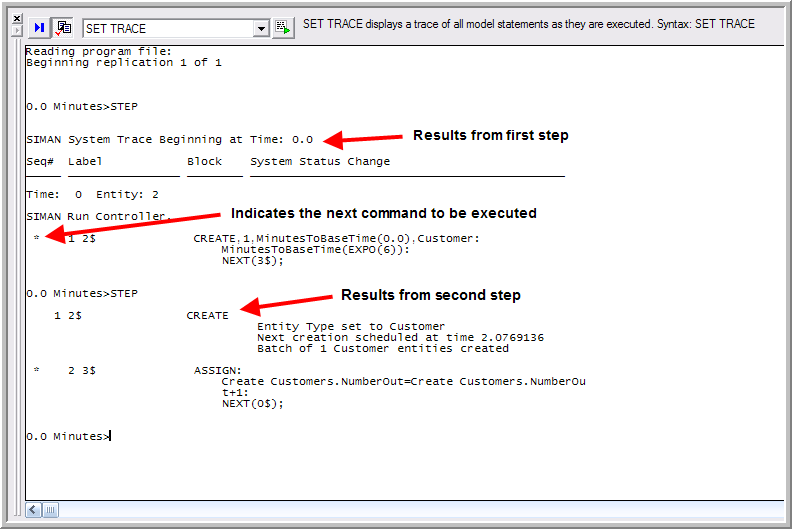 SET TRACE
SET TRACE displays a trace of all model statements as they are executed. Syntax: SET TRACE
Reading program file:
Beginning replication 1 of 1
0.0 Minutes>STEP
SIMAN System Trace Beginning at Time: 0.0
Results from first step
Seq# Label Block System Status Change
Time: 0 Entity: 2
SIMAN Run Controller.
Indicates the next command to be executed
* 1 2$ CREATE,1,MinutesToBaseTime(0.0),Customer:
MinutesToBaseTime(EXPO(6)):
NEXT(3$);
0.0 Minutes>STEP
Results from second step
1 2$ CREATE
Entity Type set to Customer
Next creation scheduled at time 2.0769136
Batch of 1 Customer entities created
* 2 3$ ASSIGN:
Create Customers.NumberOut=Create Customers.NumberOu
t+1:
NEXT(0$);
0.0 Minutes>